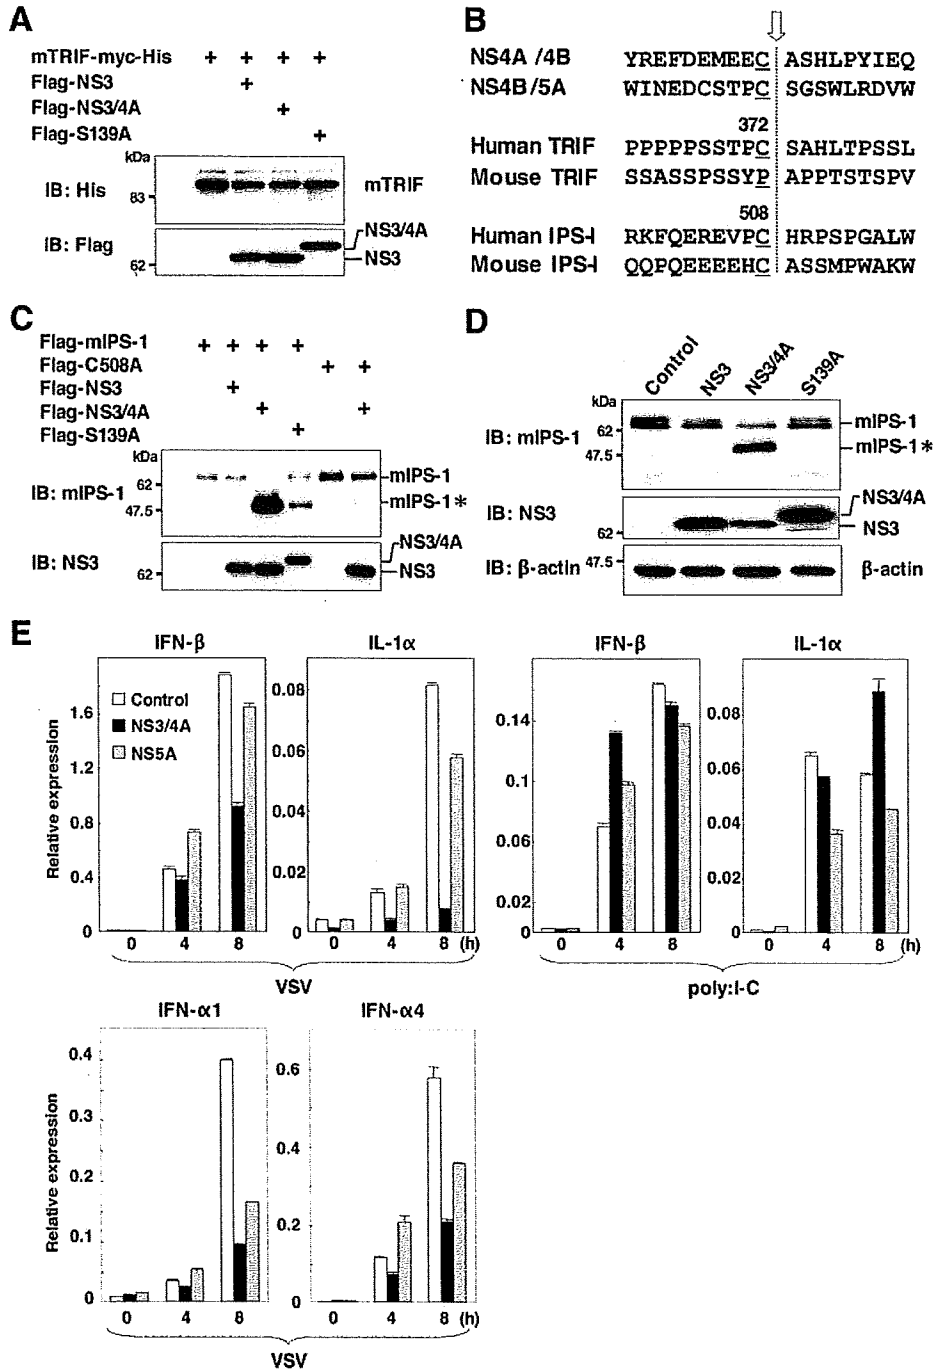 A
mTRIF-myc-His + + + +
Flag-NS3 +
Flag-NS3/4A +
Flag-S139A +
kDa
IB: His
83
mTRIF
IB: Flag
62
NS3/4A
NS3
B
NS4A /4B YREFDEMEEC ASHLPYIEQ
NS4B/5A WINEDCSTPC SGSWLRDVW
372
Human TRIF PPPPPSSTPC SAHLTPSSL
Mouse TRIF SSASSPSSYP APPTSTSPV
508
Human IPS-I RKFQEREVPC HRPSPGALW
Mouse IPS-I QQPQEEEEHC ASSMPWAKW
C
Flag-mIPS-1 + + + +
Flag-C508A + +
Flag-NS3 +
Flag-NS3/4A + +
Flag-S139A +
kDa
IB: mIPS-1
62
47.5
mIPS-1
mIPS-1*
IB: NS3
62
NS3/4A
NS3
D
Control NS3 NS3/4A S139A
kDa
IB: mIPS-1
62
47.5
mIPS-1
mIPS-1*
IB: NS3
62
NS3/4A
NS3
IB: β-actin
47.5
β-actin
E
IFN-β
Relative expression
1.6
1.2
0.8
0.4
0
Control
NS3/4A
NS5A
0 4 8
IL-1α
0.08
0.06
0.04
0.02
0
0 4 8 (h)
VSV
IFN-β
0.14
0.1
0.06
0.02
0
0 4 8
IL-1α
0.08
0.06
0.04
0.02
0
0 4 8 (h)
poly:I-C
IFN-α1
Relative expression
0.4
0.3
0.2
0.1
0
0 4 8
IFN-α4
0.6
0.4
0.2
0
0 4 8 (h)
VSV